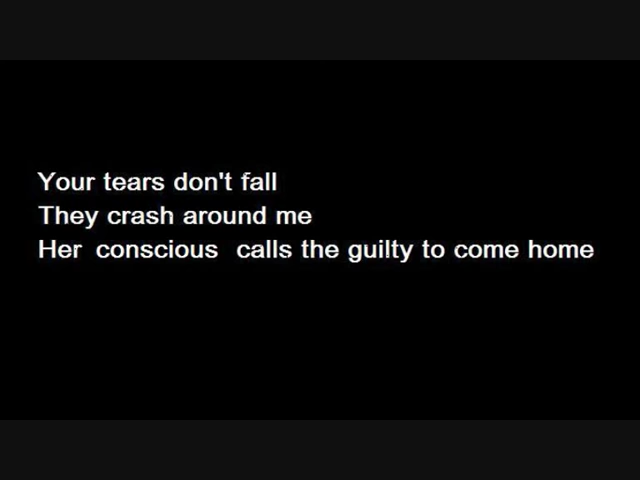 Your tears don't fall
They crash around me
Her conscious calls the guilty to come home